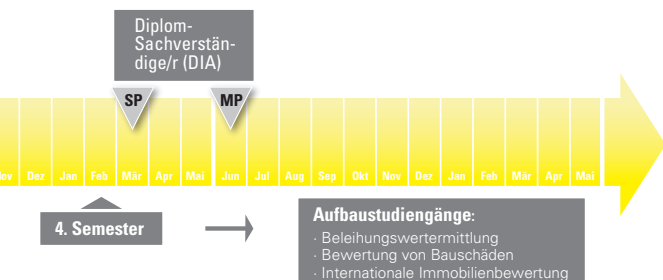 Diplom-
Sachverstän-
dige/r (DIA)
SP MP
Nov Dez Jan Feb Mär Apr Mai Jun Jul Aug Sep Okt Nov Dez Jan Feb Mär Apr Mai
4. Semester
Aufbaustudiengänge:
· Beleihungswertermittlung
· Bewertung von Bauschäden
· Internationale Immobilienbewertung